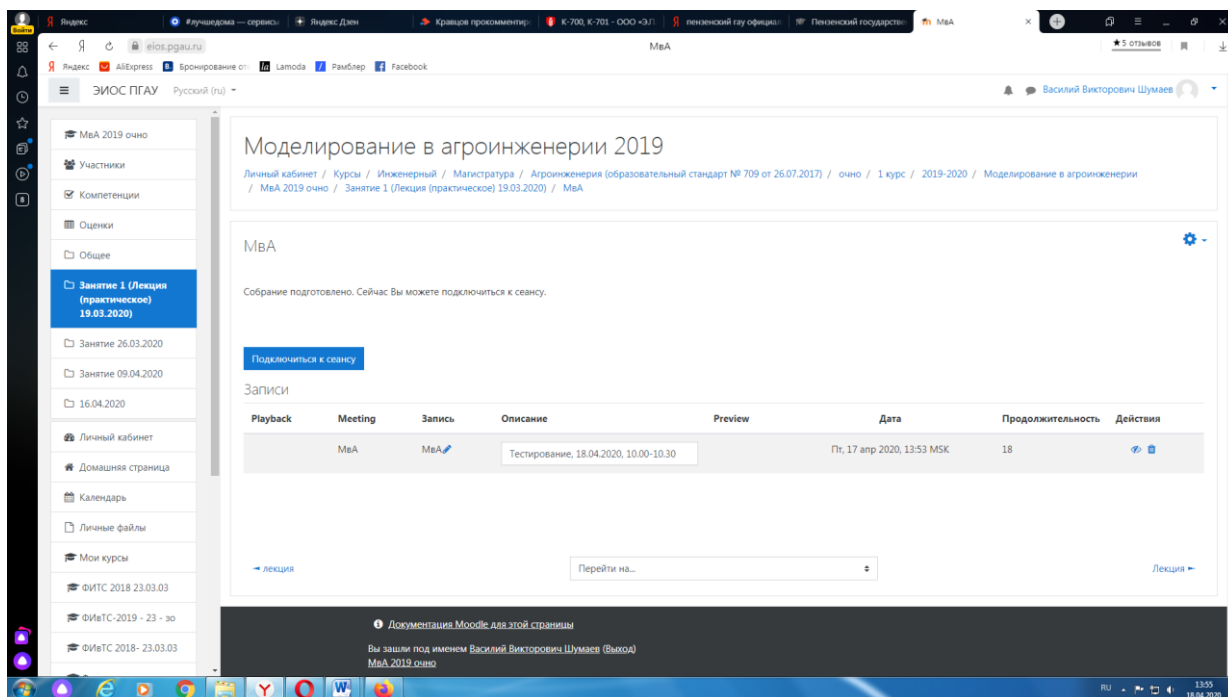 Яндекс
#лучшедома — сервисы
Яндекс Дзен
Кравцов прокомментир
К-700, К-701 - ООО «ЭЛ
пензенский гау официал
Пензенский государстве
МвА
Войти
eios.pgau.ru
МвА
★5 отзывов
Яндекс
AliExpress
Бронирование от
Lamoda
Рамблер
Facebook
ЭИОС ПГАУ
Русский (ru)
Василий Викторович Шумаев
МвА 2019 очно
Участники
Компетенции
Оценки
Общее
Занятие 1 (Лекция
(практическое)
19.03.2020)
Занятие 26.03.2020
Занятие 09.04.2020
16.04.2020
Личный кабинет
Домашняя страница
Календарь
Личные файлы
Мои курсы
ФИТС 2018 23.03.03
ФИвТС-2019 - 23 - зо
ФИвТС 2018- 23.03.03
Моделирование в агроинженерии 2019
Личный кабинет / Курсы / Инженерный / Магистратура / Агроинженерия (образовательный стандарт № 709 от 26.07.2017) / очно / 1 курс / 2019-2020 / Моделирование в агроинженерии
/ МвА 2019 очно / Занятие 1 (Лекция (практическое) 19.03.2020) / МвА
МвА
Собрание подготовлено. Сейчас Вы можете подключиться к сеансу.
Подключиться к сеансу
Записи
Playback Meeting Запись Описание Preview Дата Продолжительность Действия
МвА МвА Тестирование, 18.04.2020, 10.00-10.30 Пт, 17 апр 2020, 13:53 MSK 18
◄ лекция
Перейти на...
Лекция ►
Документация Moodle для этой страницы
Вы зашли под именем Василий Викторович Шумаев (Выход)
МвА 2019 очно
RU
13:55
18.04.2020